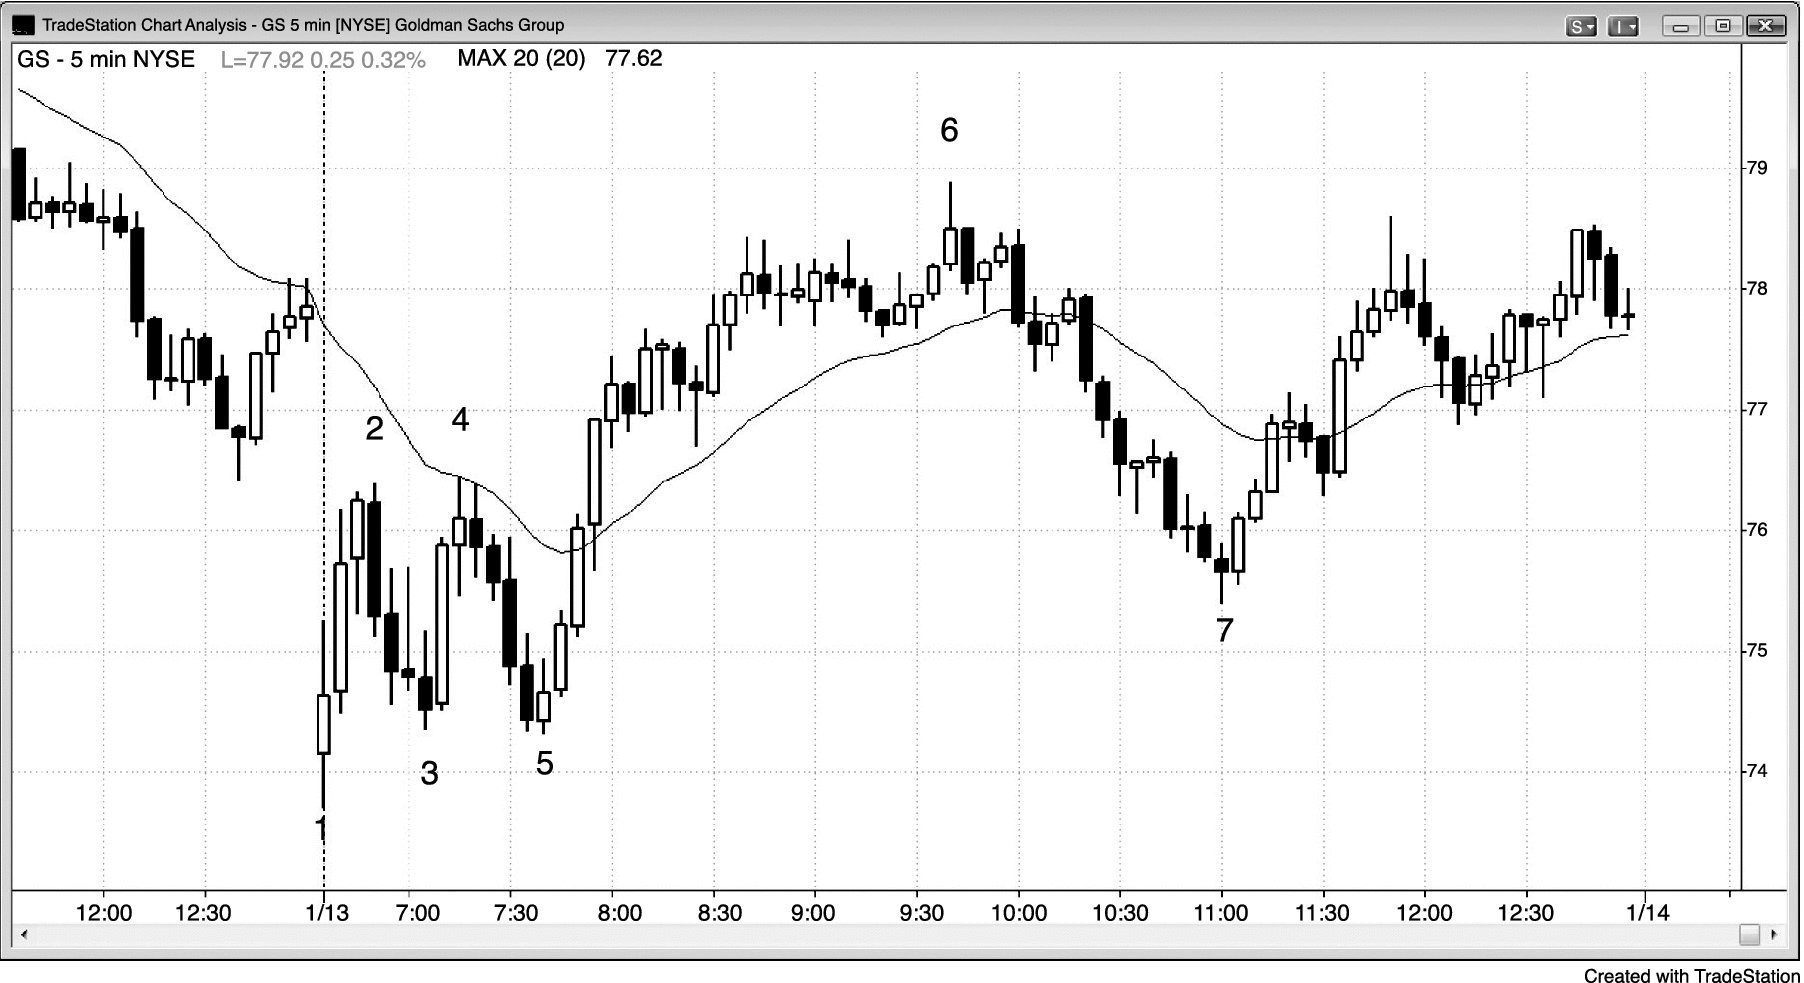 TradeStation Chart Analysis - GS 5 min [NYSE] Goldman Sachs Group
S
I
GS - 5 min NYSE L=77.92 0.25 0.32% MAX 20 (20) 77.62
6
79
78
2
4
77
76
7
75
3
5
74
1
12:00 12:30 1/13 7:00 7:30 8:00 8:30 9:00 9:30 10:00 10:30 11:00 11:30 12:00 12:30 1/14
Created with TradeStation